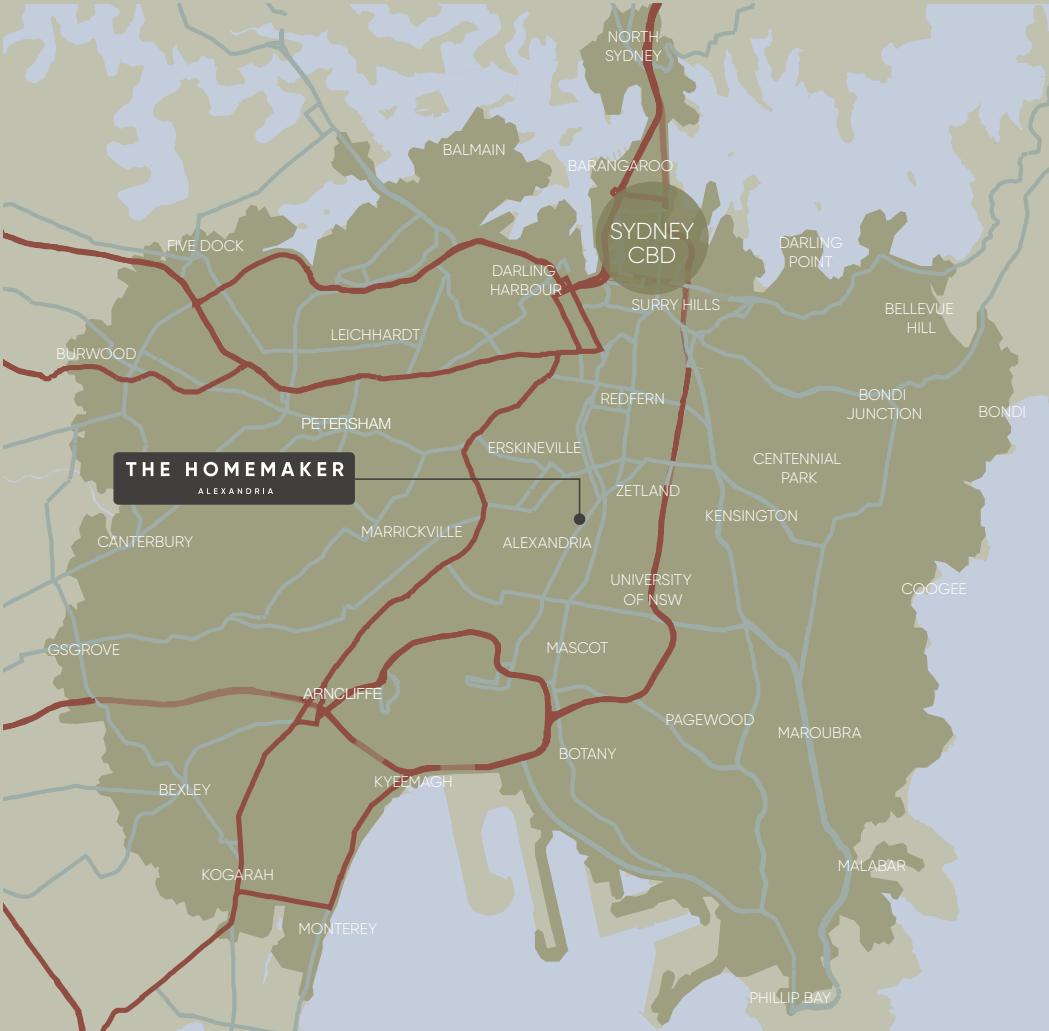 NORTH
SYDNEY
BALMAIN
BARANGAROO
SYDNEY
CBD
FIVE DOCK
DARLING
POINT
DARLING
HARBOUR
SURRY HILLS
BELLEVUE
HILL
LEICHHARDT
BURWOOD
REDFERN
BONDI
JUNCTION
BONDI
PETERSHAM
ERSKINEVILLE
CENTENNIAL
PARK
THE HOMEMAKER
ALEXANDRIA
ZETLAND
KENSINGTON
CANTERBURY
MARRICKVILLE
ALEXANDRIA
UNIVERSITY
OF NSW
COOGEE
GSGROVE
MASCOT
ARNCLIFFE
PAGEWOOD
MAROUBRA
BOTANY
BEXLEY
KYEEMAGH
KOGARAH
MALABAR
MONTEREY
PHILLIP BAY